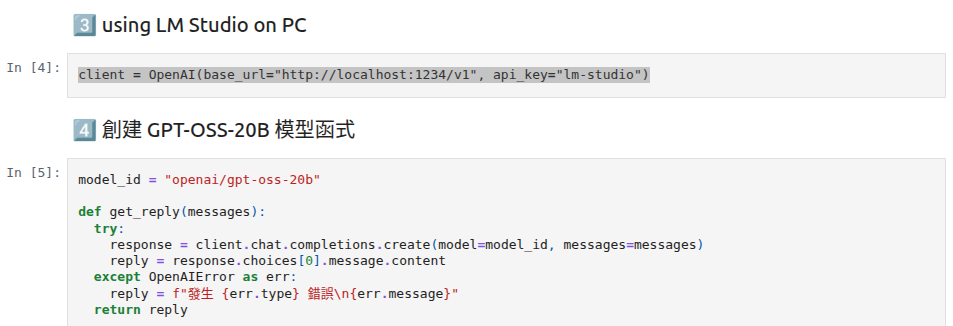 3️⃣ using LM Studio on PC
In [4]: client = OpenAI(base_url="http://localhost:1234/v1", api_key="lm-studio")
4️⃣ 創建 GPT-OSS-20B 模型函式
In [5]: model_id = "openai/gpt-oss-20b"
def get_reply(messages):
  try:
    response = client.chat.completions.create(model=model_id, messages=messages)
    reply = response.choices[0].message.content
  except OpenAIError as err:
    reply = f"發生 {err.type} 錯誤\n{err.message}"
  return reply